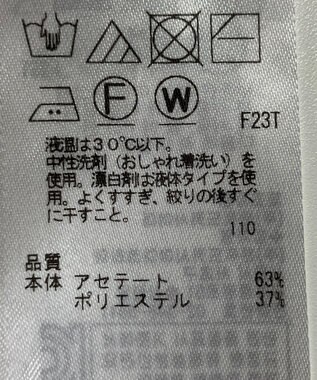 F W F23T
液温は30℃以下。
中性洗剤（おしゃれ着洗い）を
使用。漂白剤は液体タイプを使
用。よくすすぎ、絞りの後すぐ
に干すこと。
110
品質
本体 アセテート 63%
ポリエステル 37%